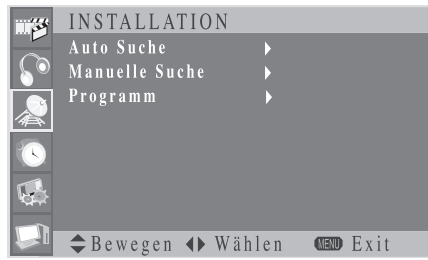 INSTALLATION
Auto Suche
Manuelle Suche
Programm
Bewegen Wählen MENU Exit